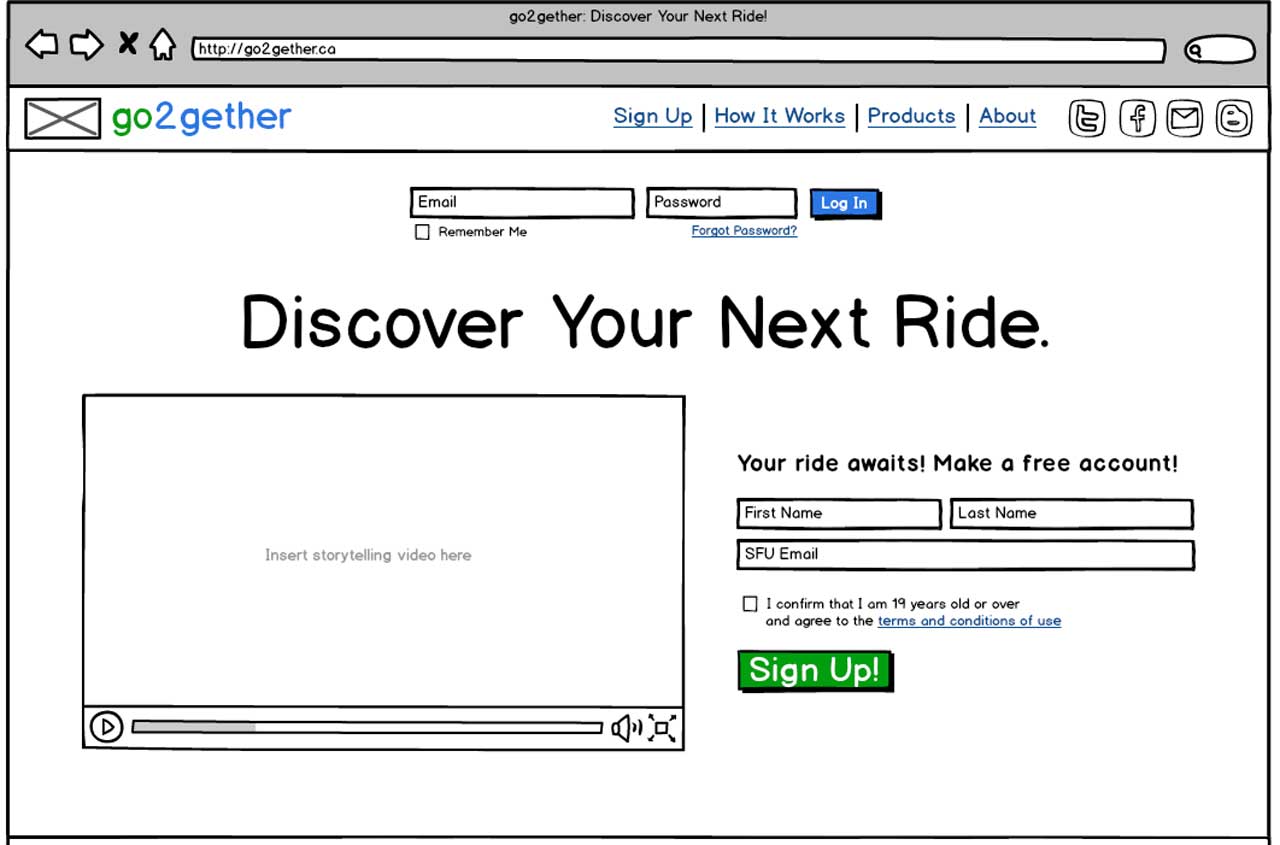 go2gether: Discover Your Next Ride!
http://go2gether.ca
go2gether
Sign Up | How It Works | Products | About
Email
Password
Log In
Remember Me
Forgot Password?
Discover Your Next Ride.
Insert storytelling video here
Your ride awaits! Make a free account!
First Name
Last Name
SFU Email
I confirm that I am 19 years old or over
and agree to the terms and conditions of use
Sign Up!